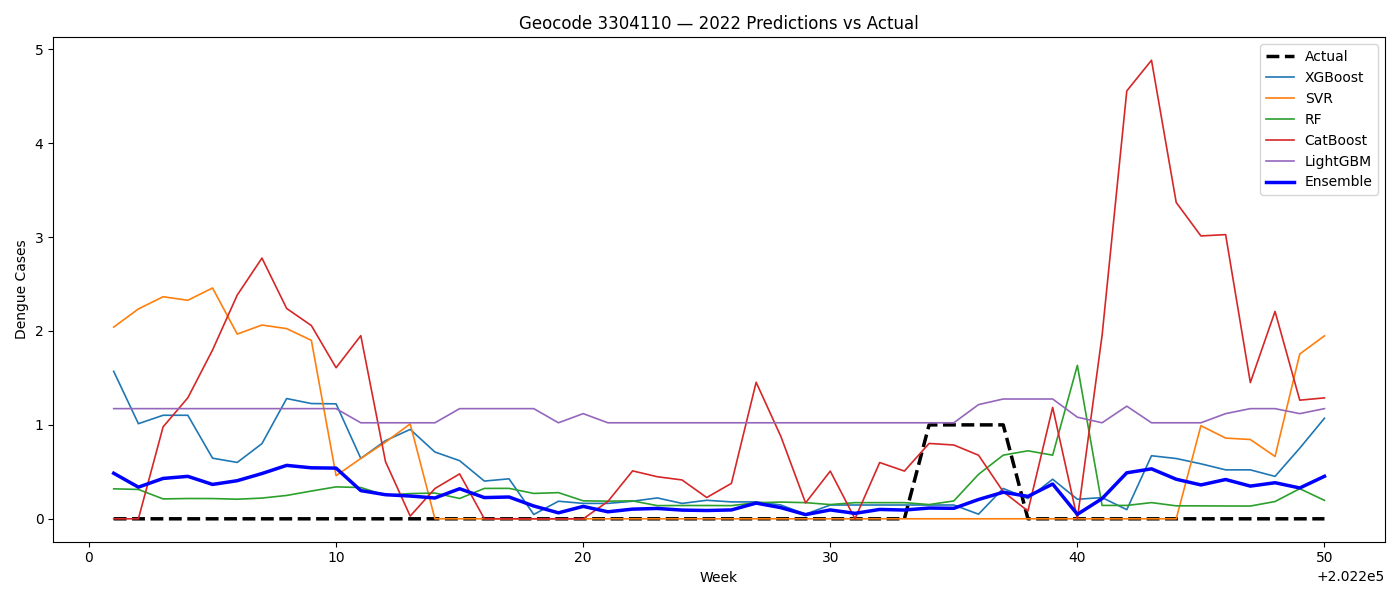 Geocode 3304110 — 2022 Predictions vs Actual
5
4
3
2
1
0
Dengue Cases
Actual
XGBoost
SVR
RF
CatBoost
LightGBM
Ensemble
0 10 20 30 40 50
Week
+2.022e5